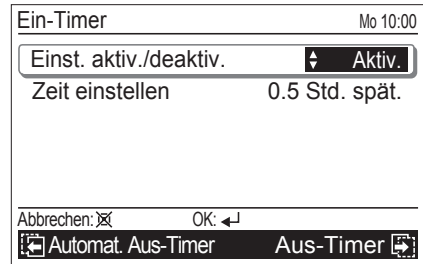 Ein-Timer Mo 10:00
Einst. aktiv./deaktiv. Aktiv.
Zeit einstellen 0.5 Std. spät.
Abbrechen: OK:
Automat. Aus-Timer Aus-Timer